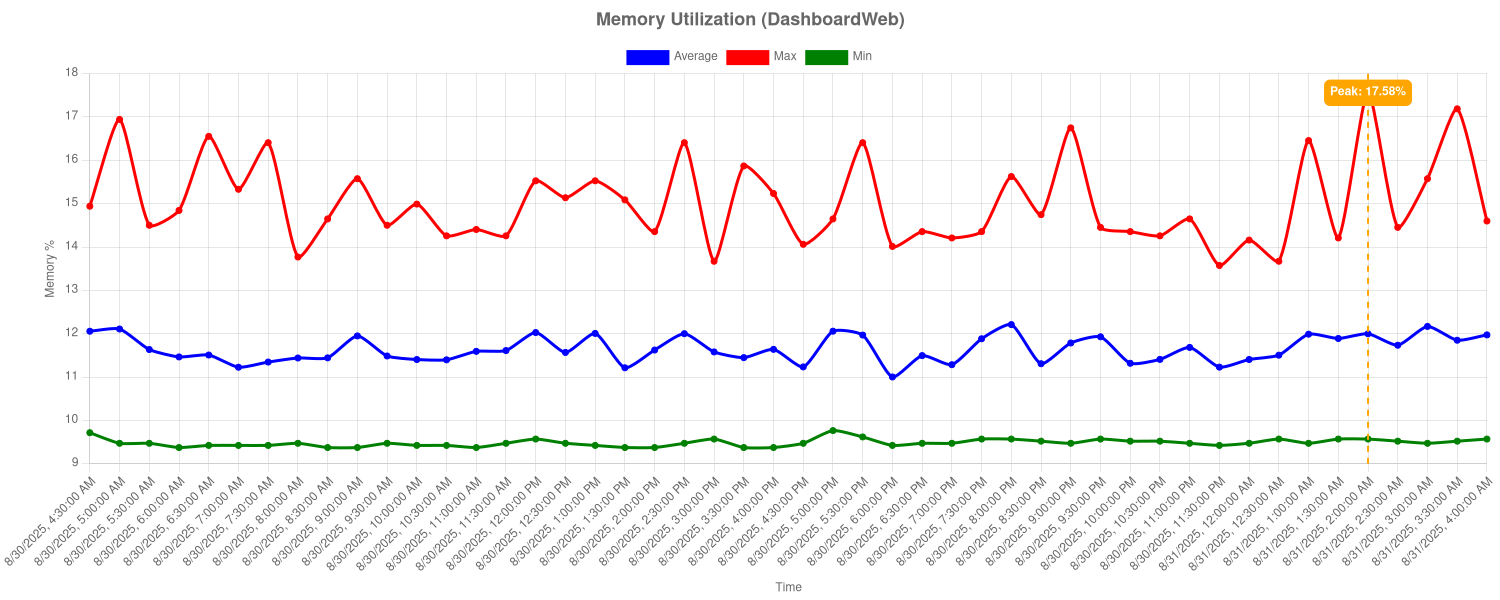 Memory Utilization (DashboardWeb)
Average Max Min
18
Peak: 17.58%
17
16
15
14
13
12
11
10
9
Memory %
8/30/2025, 4:30:00 AM
8/30/2025, 5:00:00 AM
8/30/2025, 5:30:00 AM
8/30/2025, 6:00:00 AM
8/30/2025, 6:30:00 AM
8/30/2025, 7:00:00 AM
8/30/2025, 7:30:00 AM
8/30/2025, 8:00:00 AM
8/30/2025, 8:30:00 AM
8/30/2025, 9:00:00 AM
8/30/2025, 9:30:00 AM
8/30/2025, 10:00:00 AM
8/30/2025, 10:30:00 AM
8/30/2025, 11:00:00 AM
8/30/2025, 11:30:00 AM
8/30/2025, 12:00:00 PM
8/30/2025, 12:30:00 PM
8/30/2025, 1:00:00 PM
8/30/2025, 1:30:00 PM
8/30/2025, 2:00:00 PM
8/30/2025, 2:30:00 PM
8/30/2025, 3:00:00 PM
8/30/2025, 3:30:00 PM
8/30/2025, 4:00:00 PM
8/30/2025, 4:30:00 PM
8/30/2025, 5:00:00 PM
8/30/2025, 5:30:00 PM
8/30/2025, 6:00:00 PM
8/30/2025, 6:30:00 PM
8/30/2025, 7:00:00 PM
8/30/2025, 7:30:00 PM
8/30/2025, 8:00:00 PM
8/30/2025, 8:30:00 PM
8/30/2025, 9:00:00 PM
8/30/2025, 9:30:00 PM
8/30/2025, 10:00:00 PM
8/30/2025, 10:30:00 PM
8/30/2025, 11:00:00 PM
8/30/2025, 11:30:00 PM
8/31/2025, 12:00:00 AM
8/31/2025, 12:30:00 AM
8/31/2025, 1:00:00 AM
8/31/2025, 1:30:00 AM
8/31/2025, 2:00:00 AM
8/31/2025, 2:30:00 AM
8/31/2025, 3:00:00 AM
8/31/2025, 3:30:00 AM
8/31/2025, 4:00:00 AM
Time